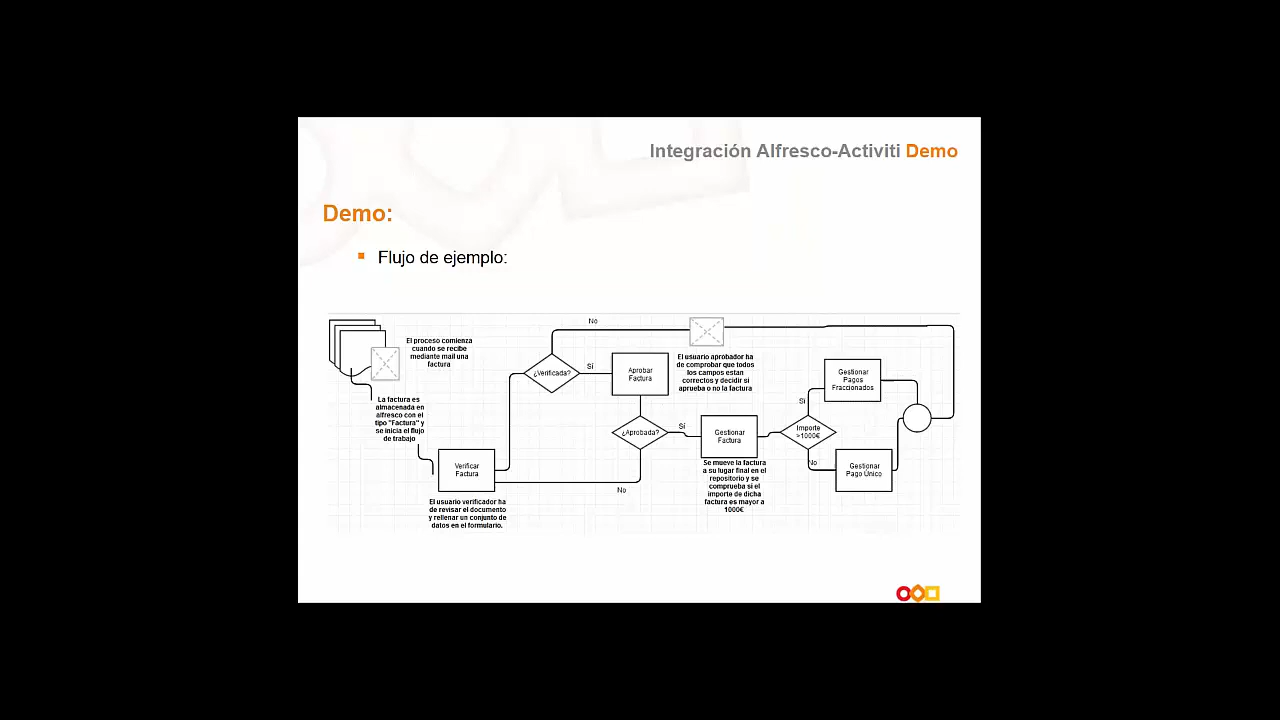 Integración Alfresco-Activiti Demo
Demo:
Flujo de ejemplo:
El proceso comienza
cuando se recibe
mediante mail una
factura
La factura es
almacenada en
alfresco con el
tipo "Factura" y
se inicia el flujo
de trabajo
Verificar
Factura
El usuario verificador ha
de revisar el documento
y rellenar un conjunto de
datos en el formulario.
No
¿Verificada?
Sí
Aprobar
Factura
El usuario aprobador ha
de comprobar que todos
los campos estan
correctos y decidir si
aprueba o no la factura
¿Aprobada?
No
Sí
Gestionar
Factura
Se mueve la factura
a su lugar final en el
repositorio y se
comprueba si el
importe de dicha
factura es mayor a
1000€
Importe
>1000€
Si
Gestionar
Pagos
Fraccionados
No
Gestionar
Pago Único